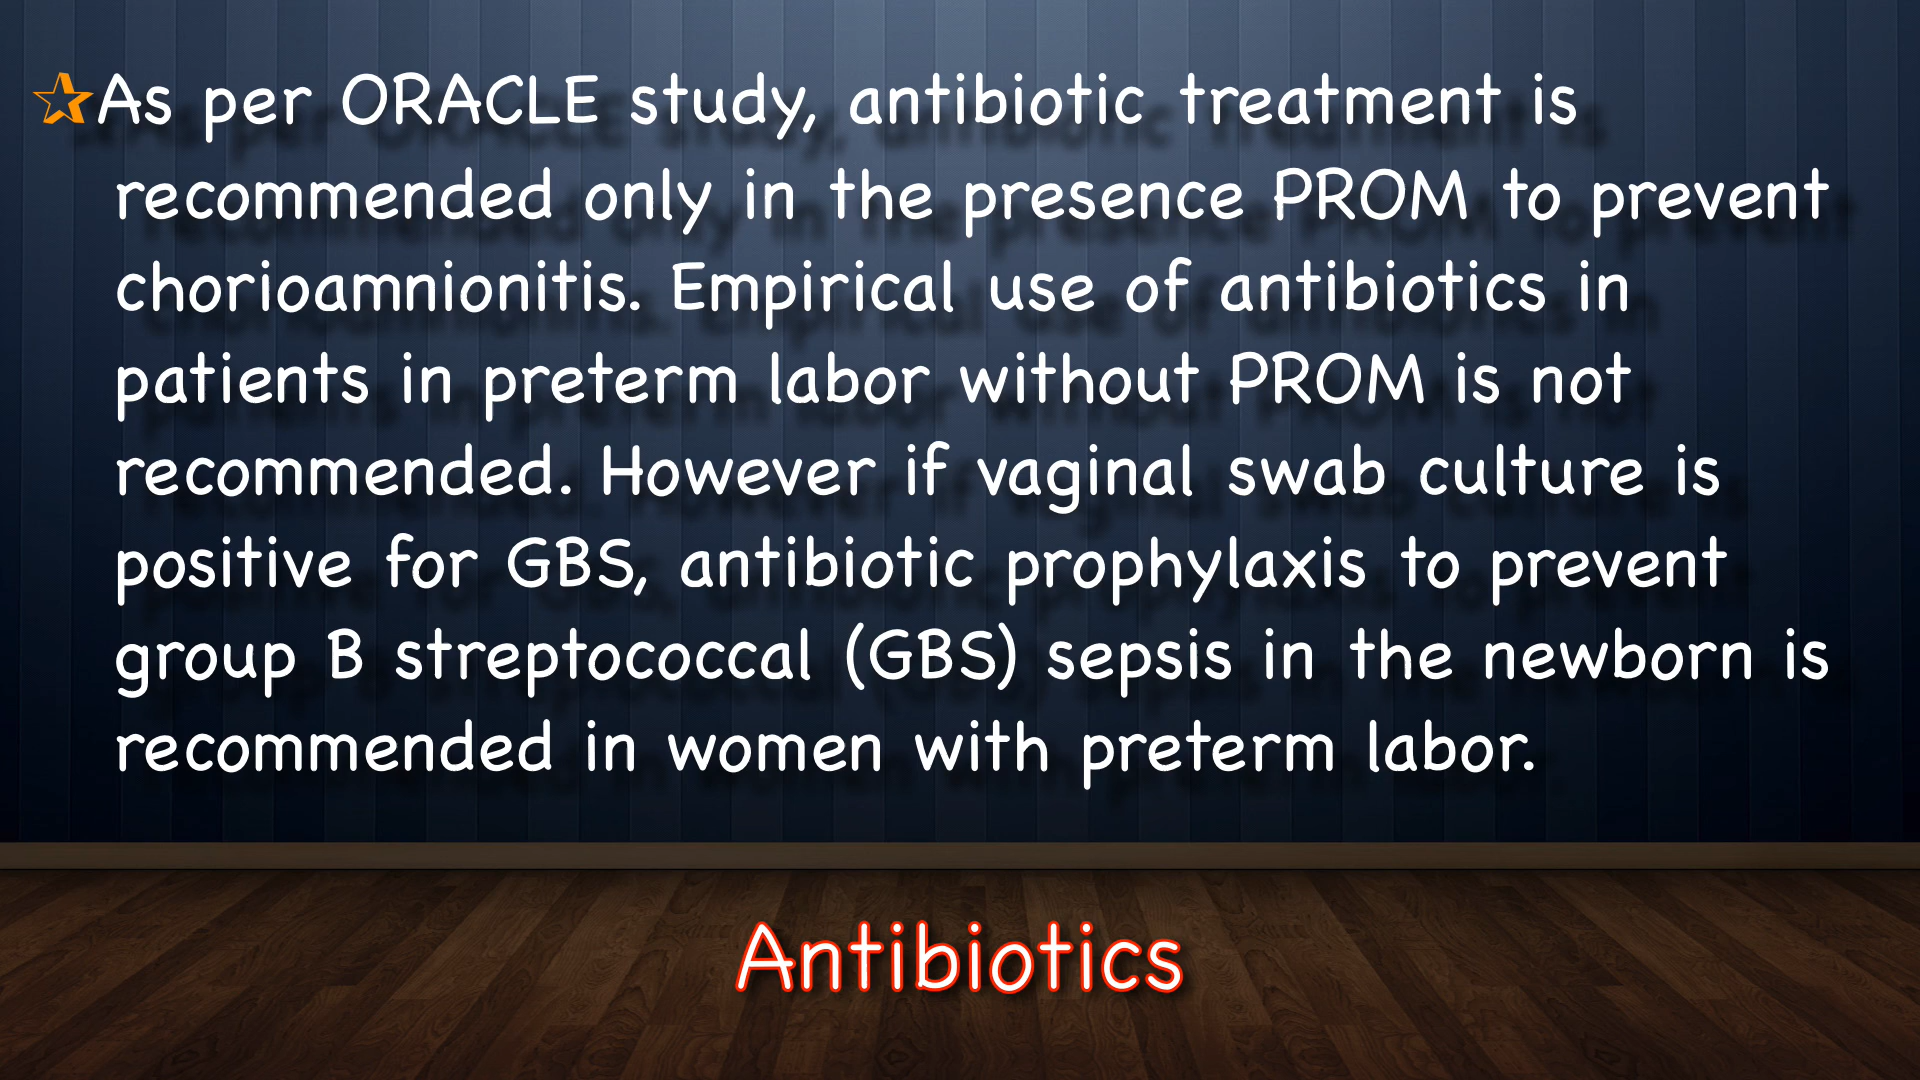 As per ORACLE study, antibiotic treatment is
recommended only in the presence PROM to prevent
chorioamnionitis. Empirical use of antibiotics in
patients in preterm labor without PROM is not
recommended. However if vaginal swab culture is
positive for GBS, antibiotic prophylaxis to prevent
group B streptococcal (GBS) sepsis in the newborn is
recommended in women with preterm labor.
Antibiotics